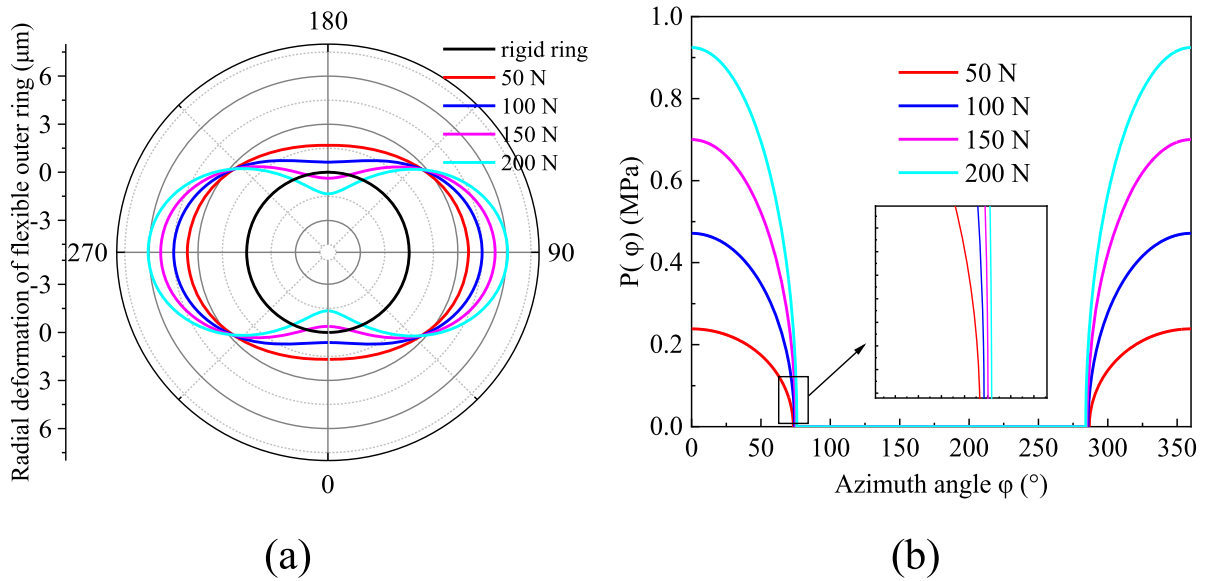 Radial deformation of flexible outer ring (μm)
6
3
0
-3
-3
0
3
6
180
270
90
0
rigid ring
50 N
100 N
150 N
200 N
(a)
P( φ) (MPa)
1.0
0.8
0.6
0.4
0.2
0.0
50 N
100 N
150 N
200 N
0 50 100 150 200 250 300 350
Azimuth angle φ (°)
(b)